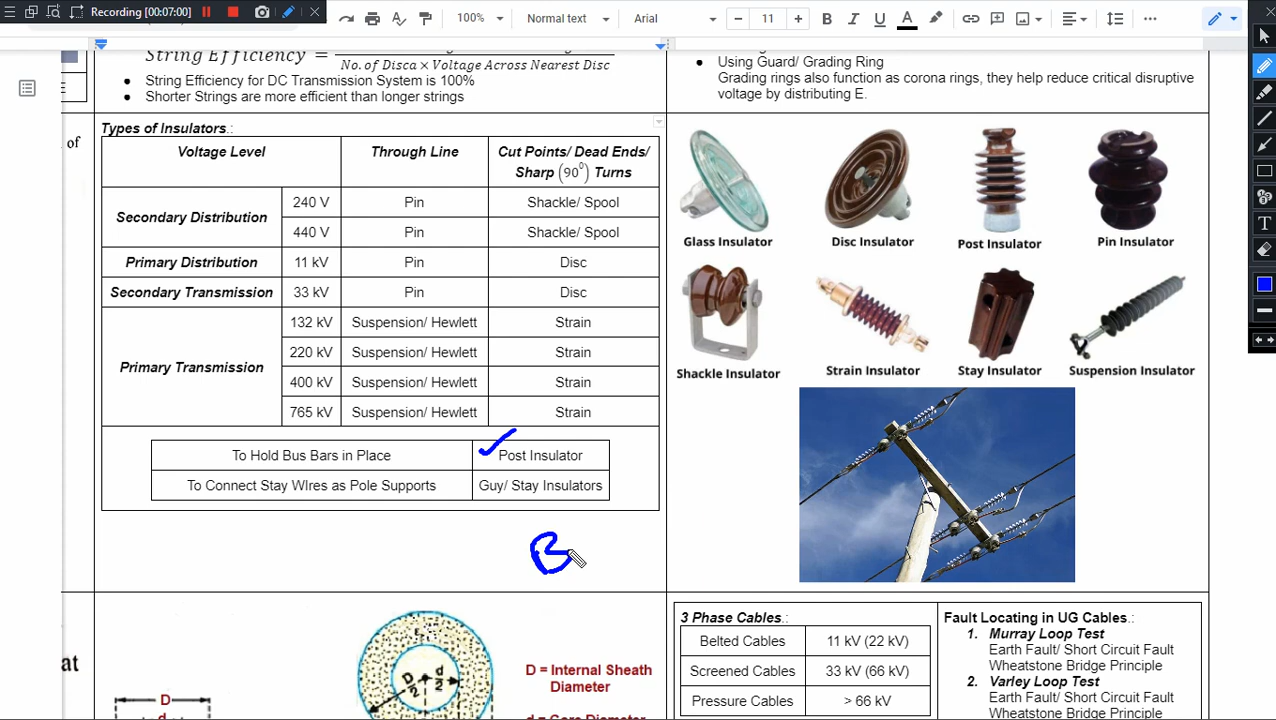 Recording [00:07:00]
100%
Normal text
Arial
11
B I U A
String Efficiency =
No. of Discs × Voltage Across Newest Disc
String Efficiency for DC Transmission System is 100%
Shorter Strings are more efficient than longer strings
Using Guard/ Grading Ring
Grading rings also function as corona rings, they help reduce critical disruptive
voltage by distributing E.
E
of
Types of Insulators.:
Voltage Level Through Line Cut Points/ Dead Ends/
Sharp (90⁰) Turns
Secondary Distribution 240 V Pin Shackle/ Spool
440 V Pin Shackle/ Spool
Primary Distribution 11 kV Pin Disc
Secondary Transmission 33 kV Pin Disc
Primary Transmission 132 kV Suspension/ Hewlett Strain
220 kV Suspension/ Hewlett Strain
400 kV Suspension/ Hewlett Strain
765 kV Suspension/ Hewlett Strain
To Hold Bus Bars in Place Post Insulator
To Connect Stay WIres as Pole Supports Guy/ Stay Insulators
B
Glass Insulator Disc Insulator Post Insulator Pin Insulator
Shackle Insulator Strain Insulator Stay Insulator Suspension Insulator
at
D
d
D/2 d/2
D = Internal Sheath
Diameter
3 Phase Cables.:
Belted Cables 11 kV (22 kV)
Screened Cables 33 kV (66 kV)
Pressure Cables > 66 kV
Fault Locating in UG Cables.:
1. Murray Loop Test
Earth Fault/ Short Circuit Fault
Wheatstone Bridge Principle
2. Varley Loop Test
Earth Fault/ Short Circuit Fault
Wheatstone Bridge Principle